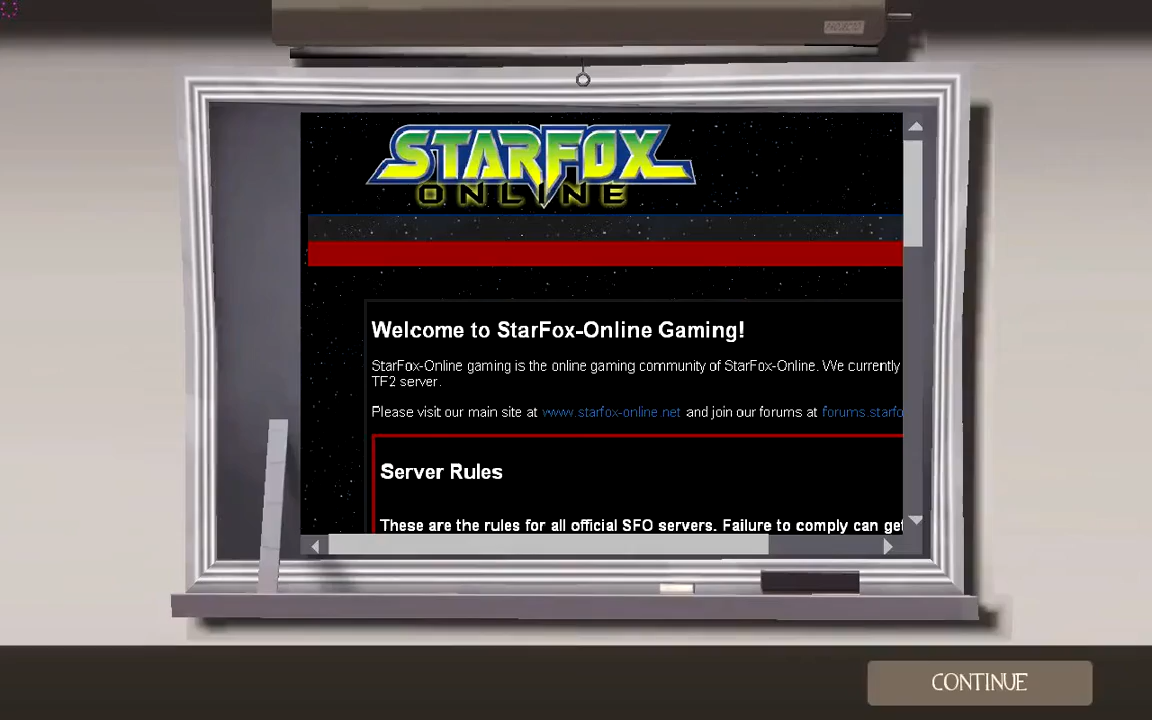 STARFOX
ONLINE
Welcome to StarFox-Online Gaming!
StarFox-Online gaming is the online gaming community of StarFox-Online. We currently
TF2 server.
Please visit our main site at www.starfox-online.net and join our forums at forums.starfo
Server Rules
These are the rules for all official SFO servers. Failure to comply can get
CONTINUE